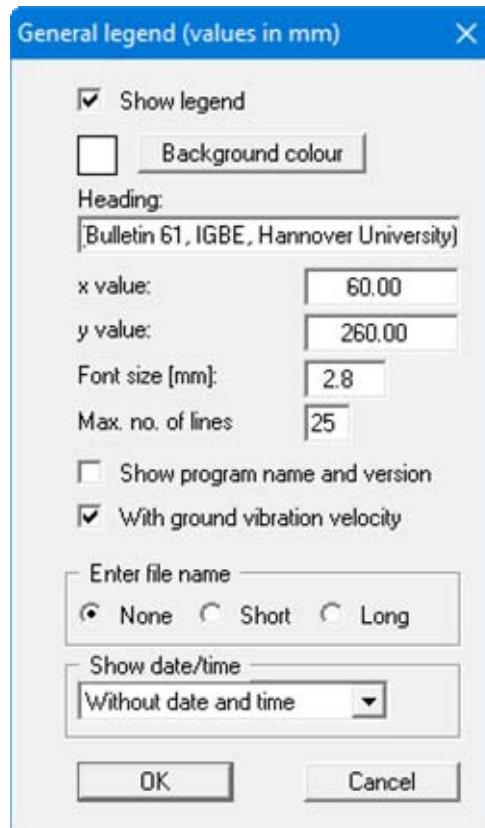 General legend (values in mm)
Show legend
Background colour
Heading:
Bulletin 61, IGBE, Hannover University)
x value: 60.00
y value: 260.00
Font size [mm]: 2.8
Max. no. of lines 25
Show program name and version
With ground vibration velocity
Enter file name
None Short Long
Show date/time
Without date and time
OK Cancel